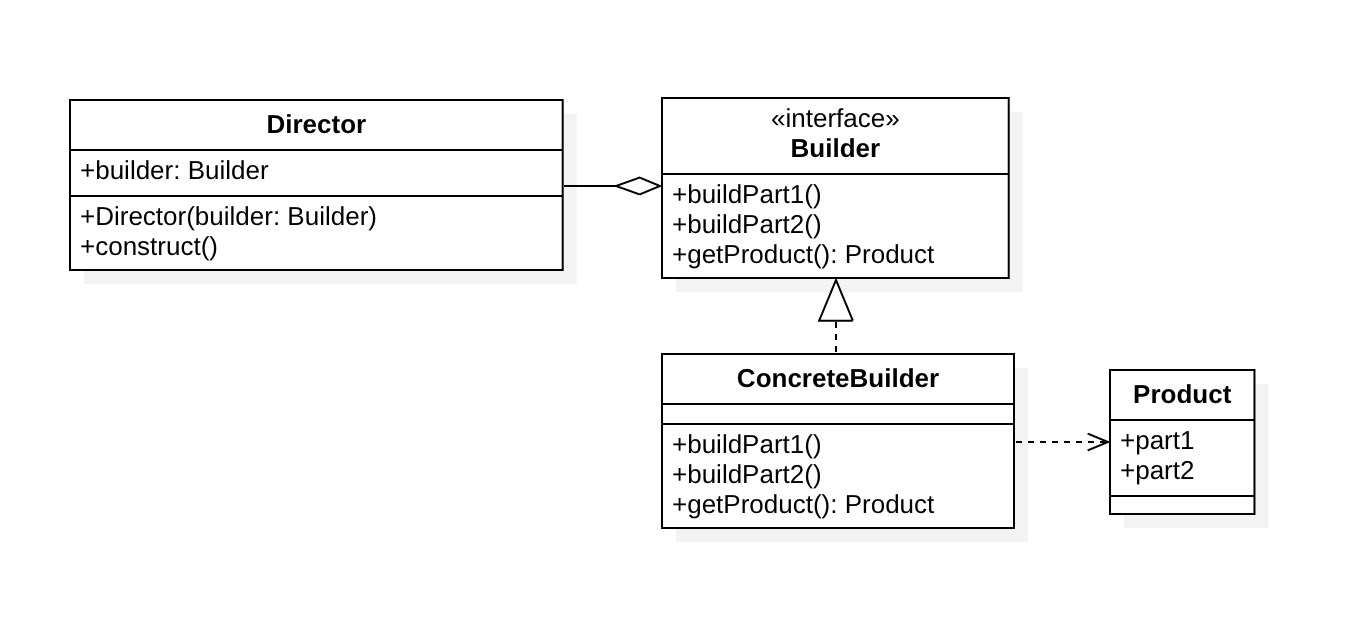 Director
+builder: Builder
+Director(builder: Builder)
+construct()
«interface»
Builder
+buildPart1()
+buildPart2()
+getProduct(): Product
ConcreteBuilder
+buildPart1()
+buildPart2()
+getProduct(): Product
Product
+part1
+part2